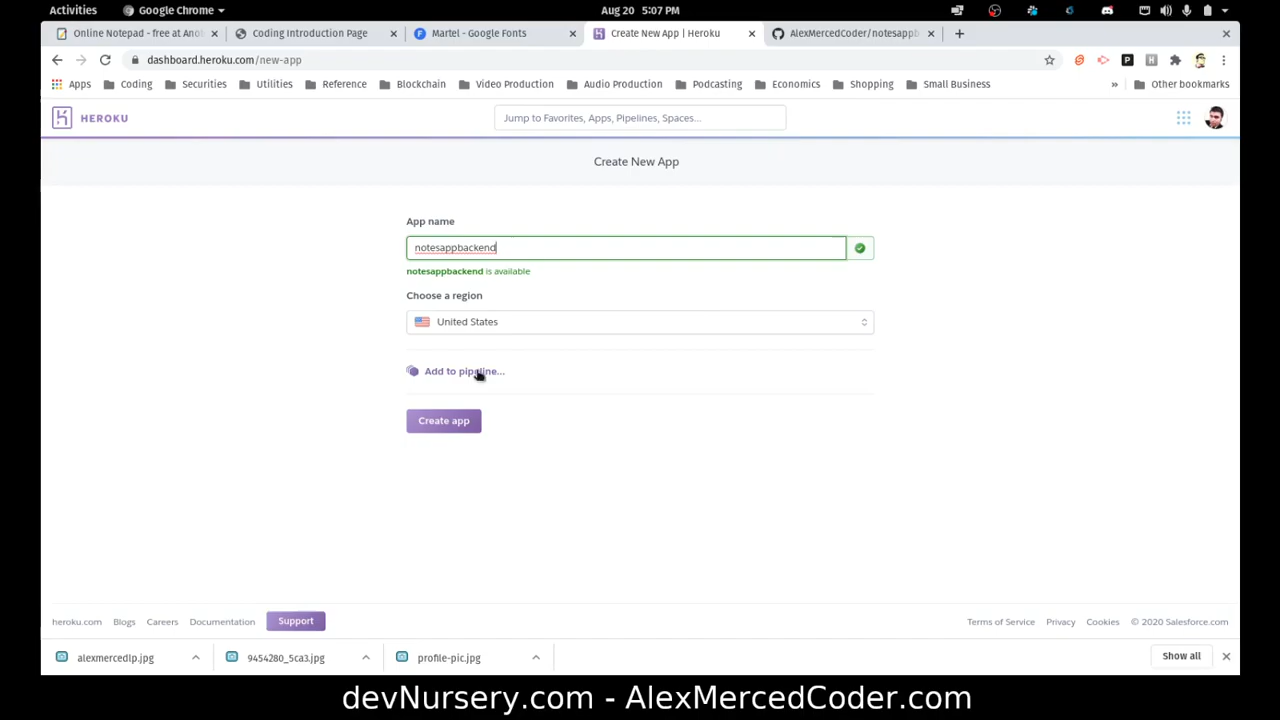 Activities
Google Chrome
Aug 20 5:07 PM
Online Notepad - free at Ano
Coding Introduction Page
Martel - Google Fonts
Create New App | Heroku
AlexMercedCoder/notesappb
dashboard.heroku.com/new-app
Apps
Coding
Securities
Utilities
Reference
Blockchain
Video Production
Audio Production
Podcasting
Economics
Shopping
Small Business
»
Other bookmarks
HEROKU
Jump to Favorites, Apps, Pipelines, Spaces...
Create New App
App name
notesappbackend
notesappbackend is available
Choose a region
United States
Add to pipeline...
Create app
heroku.com
Blogs
Careers
Documentation
Support
Terms of Service
Privacy
Cookies
© 2020 Salesforce.com
alexmercedlp.jpg
9454280_5ca3.jpg
profile-pic.jpg
Show all
devNursery.com - AlexMercedCoder.com